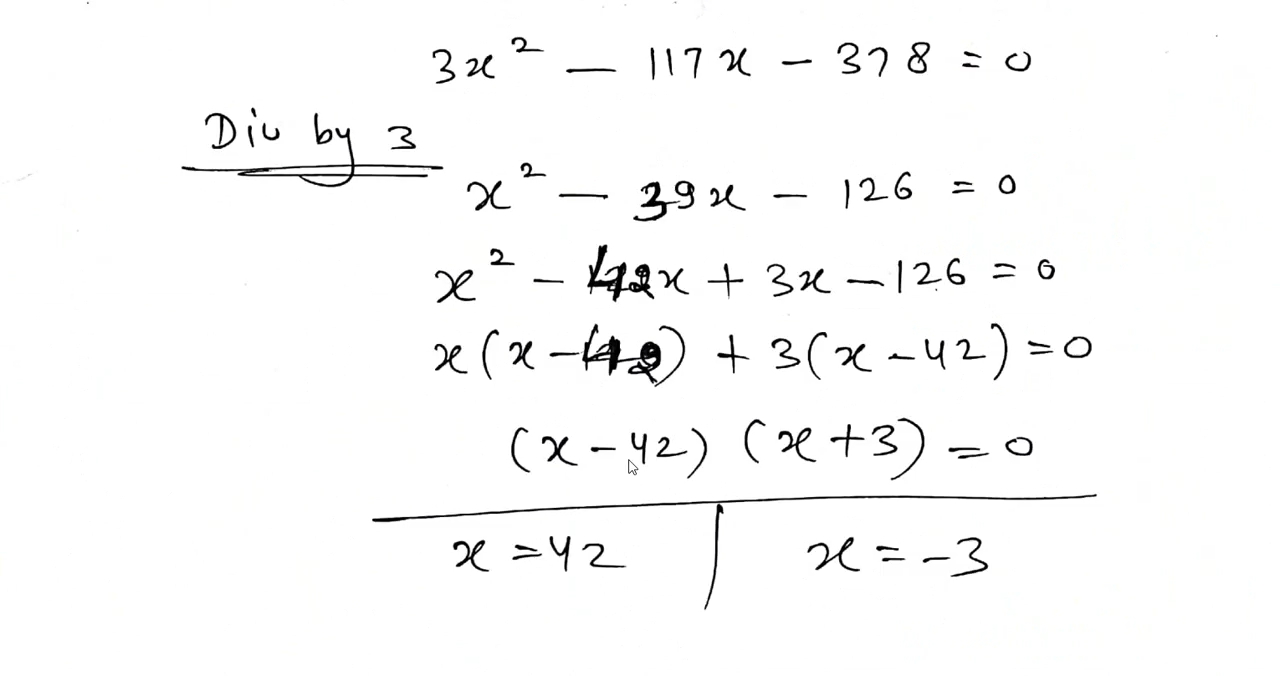 3x² − 117x − 378 = 0
Div by 3
x² − 39x − 126 = 0
x² − 42x + 3x − 126 = 0
x(x − 42) + 3(x − 42) = 0
(x − 42) (x + 3) = 0
x = 42 | x = −3